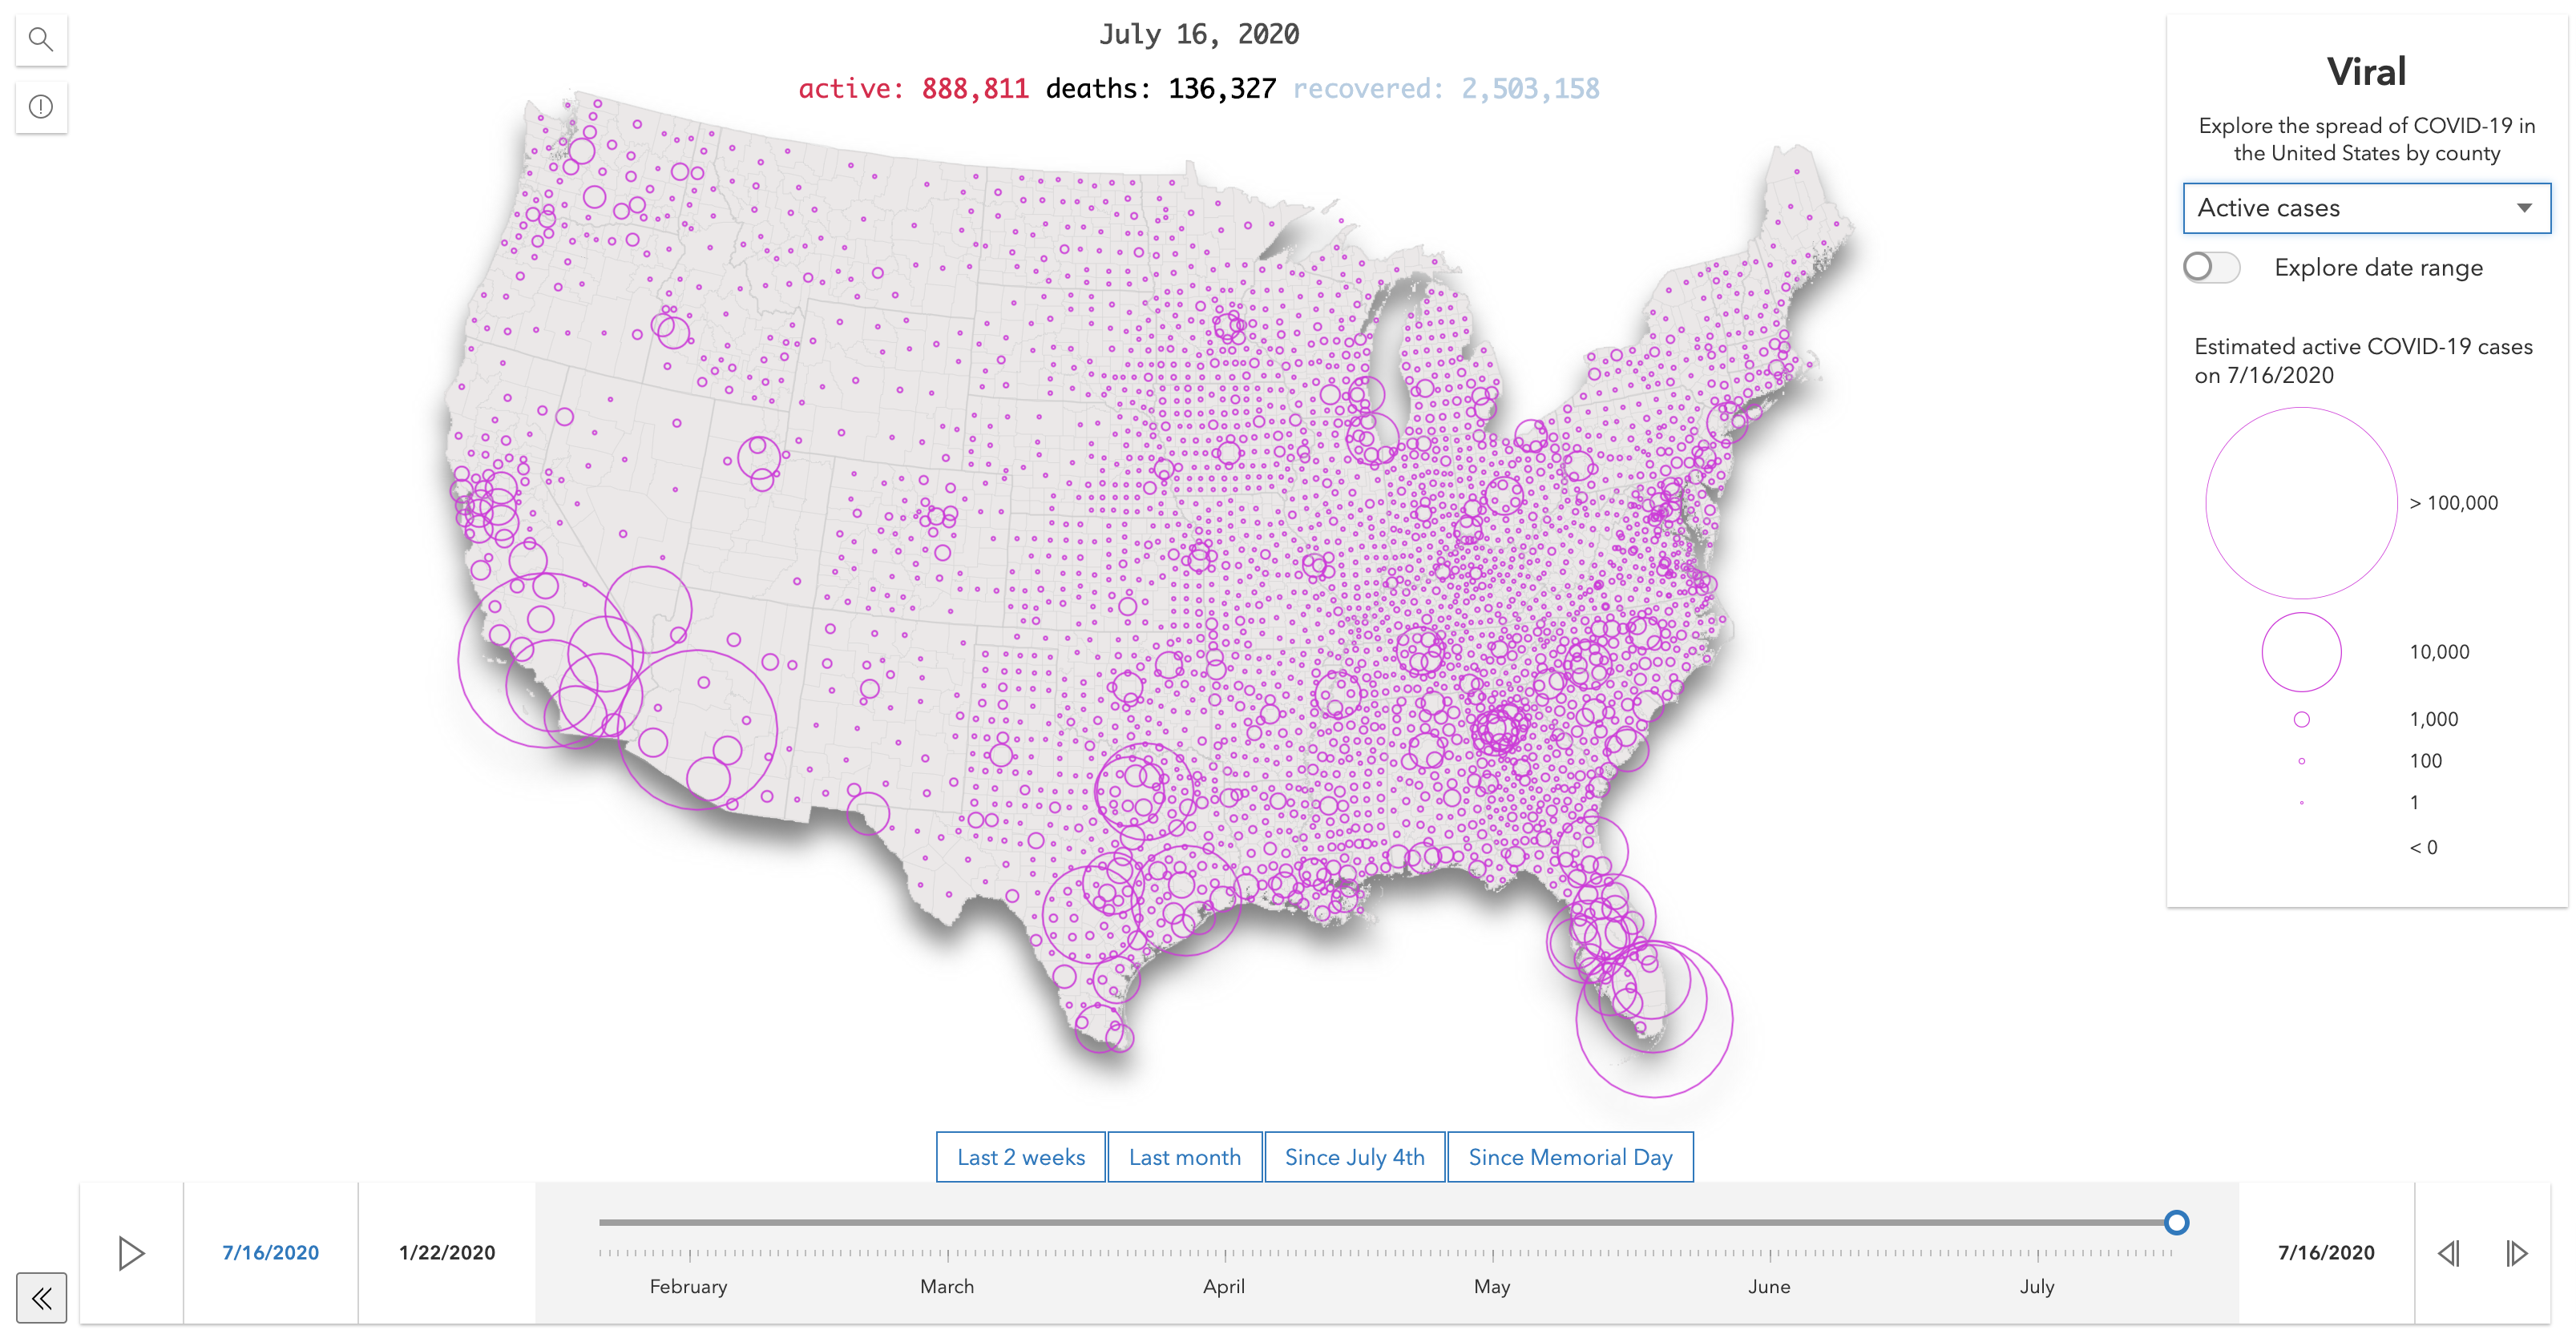 July 16, 2020
active: 888,811 deaths: 136,327 recovered: 2,503,158
Viral
Explore the spread of COVID-19 in
the United States by county
Active cases
Explore date range
Estimated active COVID-19 cases
on 7/16/2020
> 100,000
10,000
1,000
100
1
< 0
Last 2 weeks
Last month
Since July 4th
Since Memorial Day
7/16/2020
1/22/2020
February
March
April
May
June
July
7/16/2020